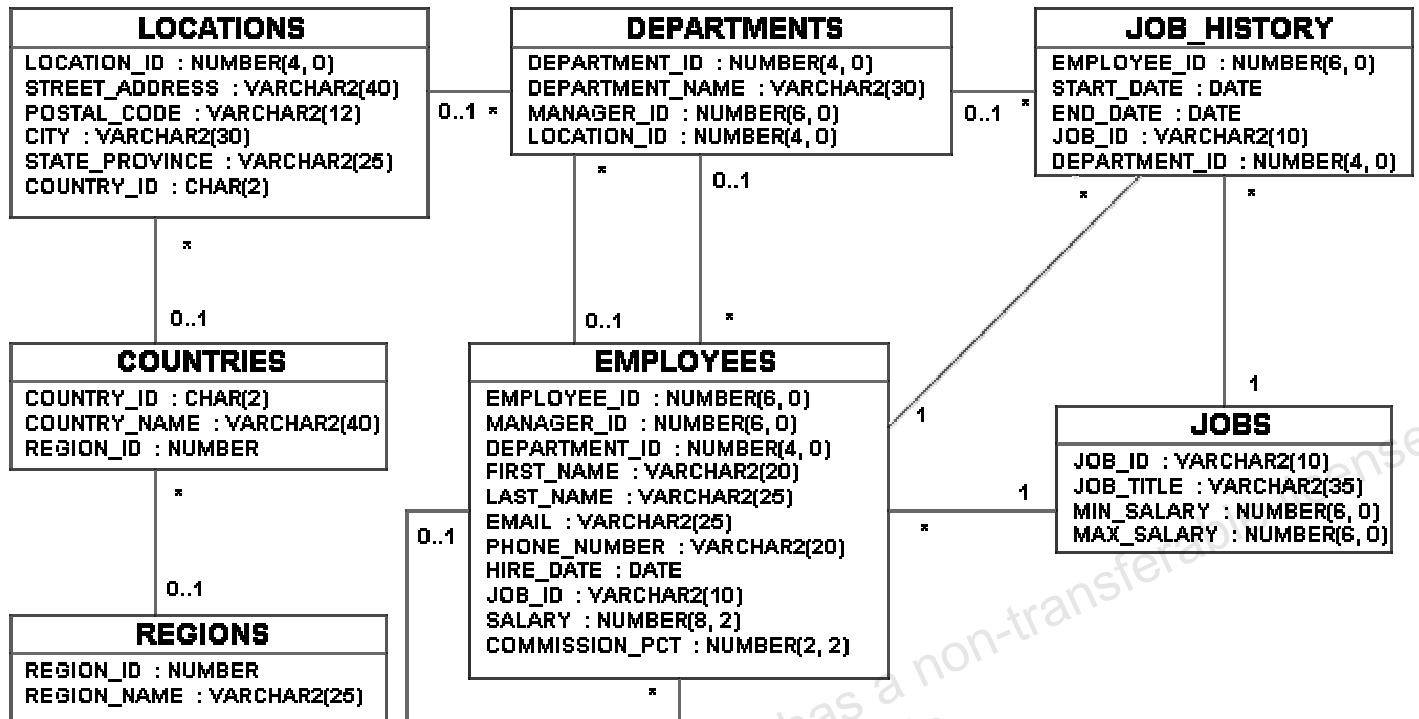 LOCATIONS
LOCATION_ID : NUMBER(4, 0)
STREET_ADDRESS : VARCHAR2(40)
POSTAL_CODE : VARCHAR2(12)
CITY : VARCHAR2(30)
STATE_PROVINCE : VARCHAR2(25)
COUNTRY_ID : CHAR(2)
0..1
*
DEPARTMENTS
DEPARTMENT_ID : NUMBER(4, 0)
DEPARTMENT_NAME : VARCHAR2(30)
MANAGER_ID : NUMBER(6, 0)
LOCATION_ID : NUMBER(4, 0)
0..1
*
JOB_HISTORY
EMPLOYEE_ID : NUMBER(6, 0)
START_DATE : DATE
END_DATE : DATE
JOB_ID : VARCHAR2(10)
DEPARTMENT_ID : NUMBER(4, 0)
*
0..1
*
*
*
0..1
0..1
*
COUNTRIES
COUNTRY_ID : CHAR(2)
COUNTRY_NAME : VARCHAR2(40)
REGION_ID : NUMBER
*
0..1
EMPLOYEES
EMPLOYEE_ID : NUMBER(6, 0)
MANAGER_ID : NUMBER(6, 0)
DEPARTMENT_ID : NUMBER(4, 0)
FIRST_NAME : VARCHAR2(20)
LAST_NAME : VARCHAR2(25)
EMAIL : VARCHAR2(25)
PHONE_NUMBER : VARCHAR2(20)
HIRE_DATE : DATE
JOB_ID : VARCHAR2(10)
SALARY : NUMBER(8, 2)
COMMISSION_PCT : NUMBER(2, 2)
0..1
*
1
1
*
1
JOBS
JOB_ID : VARCHAR2(10)
JOB_TITLE : VARCHAR2(35)
MIN_SALARY : NUMBER(6, 0)
MAX_SALARY : NUMBER(6, 0)
REGIONS
REGION_ID : NUMBER
REGION_NAME : VARCHAR2(25)
has a non-transferable license